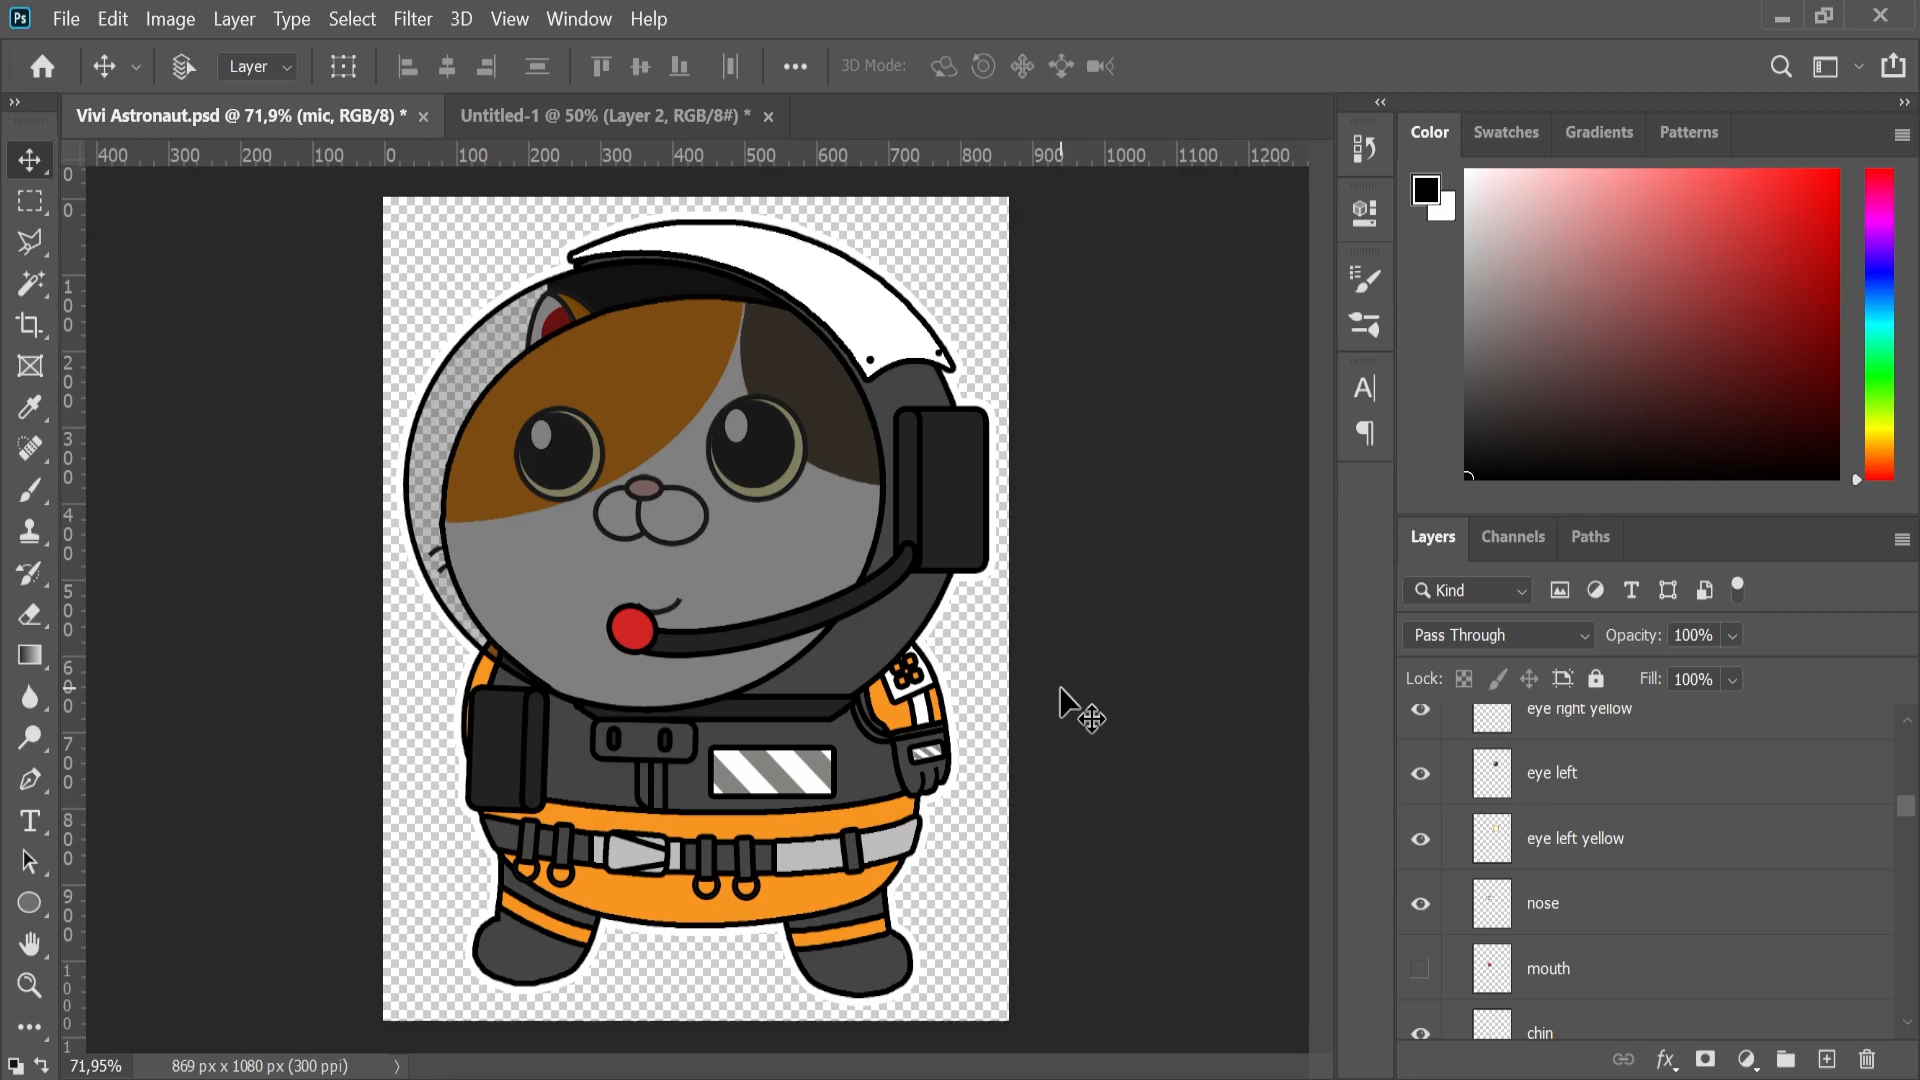 Ps File Edit Image Layer Type Select Filter 3D View Window Help
Layer 3D Mode:
Vivi Astronaut.psd @ 71,9% (mic, RGB/8) * Untitled-1 @ 50% (Layer 2, RGB/8#) *
400 300 200 100 0 100 200 300 400 500 600 700 800 900 1000 1100 1200
Color Swatches Gradients Patterns
Layers Channels Paths
Kind
Pass Through Opacity: 100%
Lock: Fill: 100%
eye right yellow
eye left
eye left yellow
nose
mouth
chin
71,95% 869 px x 1080 px (300 ppi)